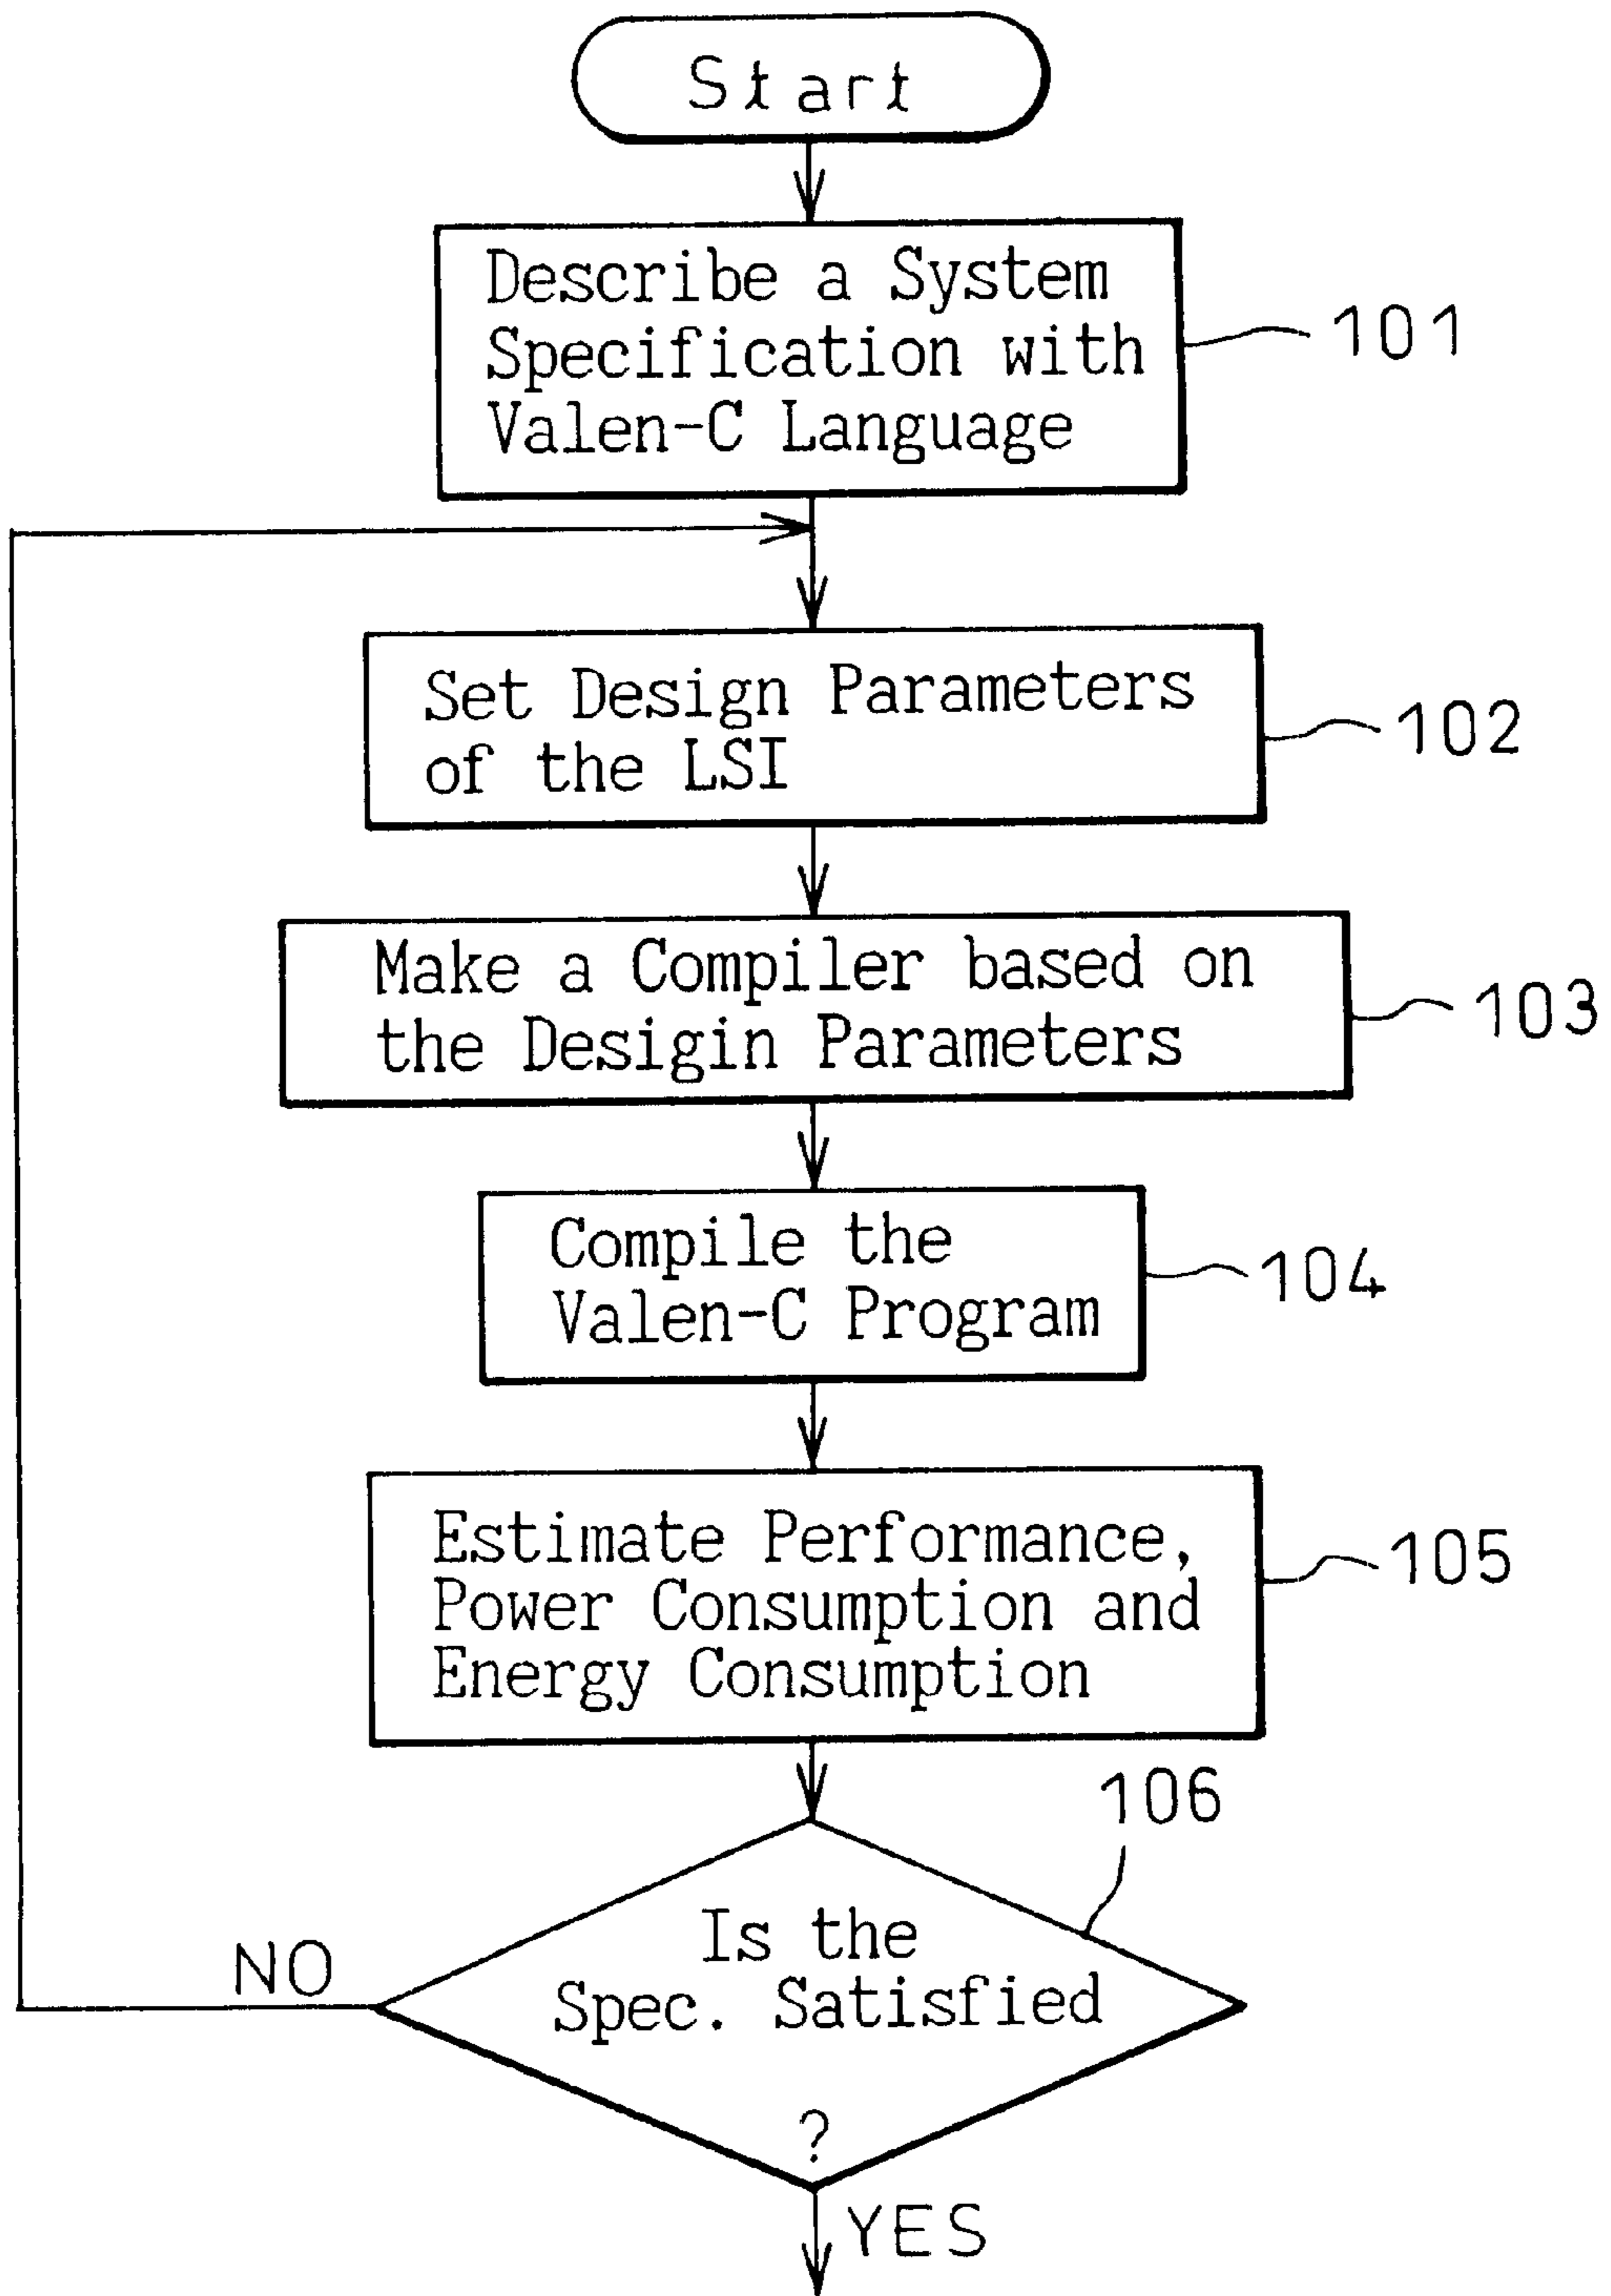 Start
Describe a System
Specification with
Valen-C Language
101
Set Design Parameters
of the LSI
102
Make a Compiler based on
the Desigin Parameters
103
Compile the
Valen-C Program
104
Estimate Performance,
Power Consumption and
Energy Consumption
105
106
Is the
Spec. Satisfied
?
NO
YES